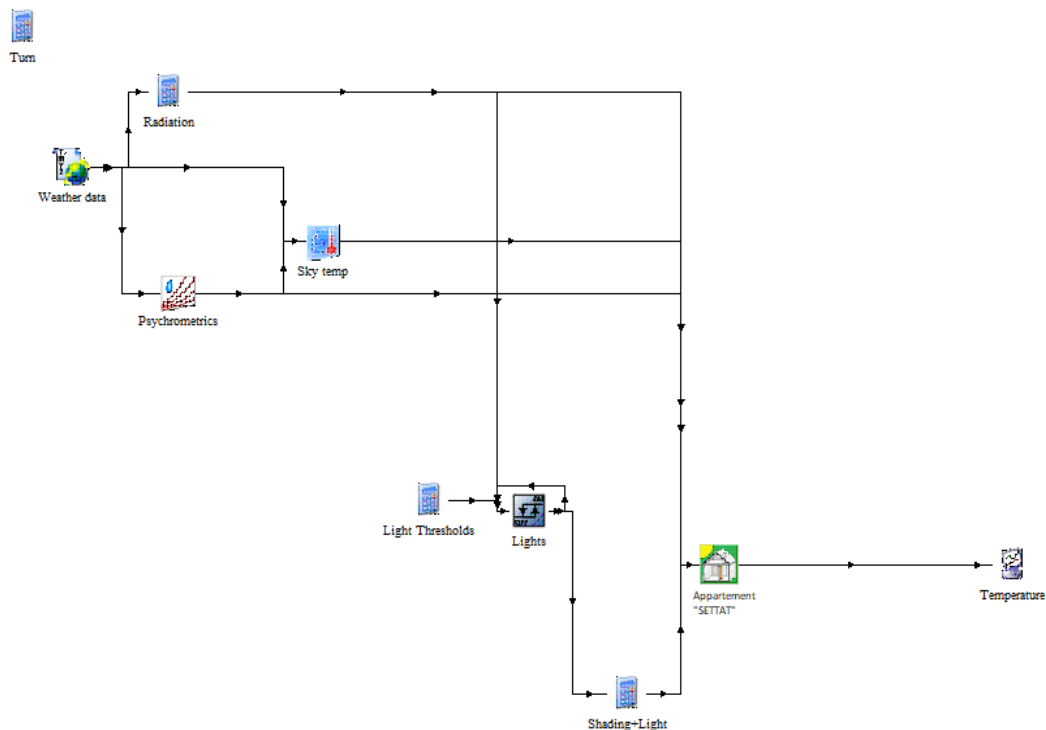 Turn
Radiation
Weather data
Sky temp
Psychrometrics
Light Thresholds
Lights
Appartement
"SETTAT"
Temperature
Shading+Light